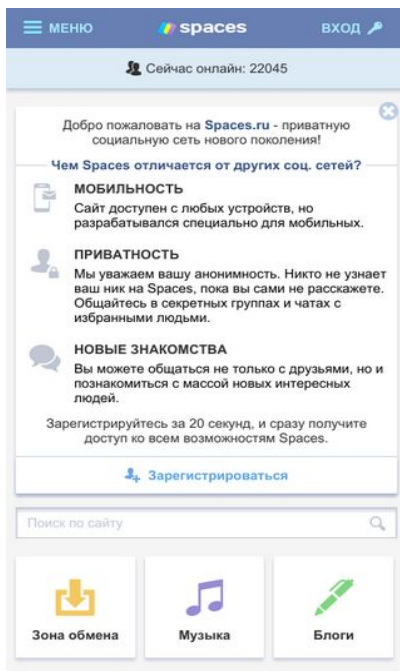 МЕНЮ spaces ВХОД
Сейчас онлайн: 22045
Добро пожаловать на Spaces.ru - приватную
социальную сеть нового поколения!
Чем Spaces отличается от других соц. сетей?
МОБИЛЬНОСТЬ
Сайт доступен с любых устройств, но
разрабатывался специально для мобильных.
ПРИВАТНОСТЬ
Мы уважаем вашу анонимность. Никто не узнает
ваш ник на Spaces, пока вы сами не расскажете.
Общайтесь в секретных группах и чатах с
избранными людьми.
НОВЫЕ ЗНАКОМСТВА
Вы можете общаться не только с друзьями, но и
познакомиться с массой новых интересных
людей.
Зарегистрируйтесь за 20 секунд, и сразу получите
доступ ко всем возможностям Spaces.
Зарегистрироваться
Поиск по сайту
Зона обмена Музыка Блоги